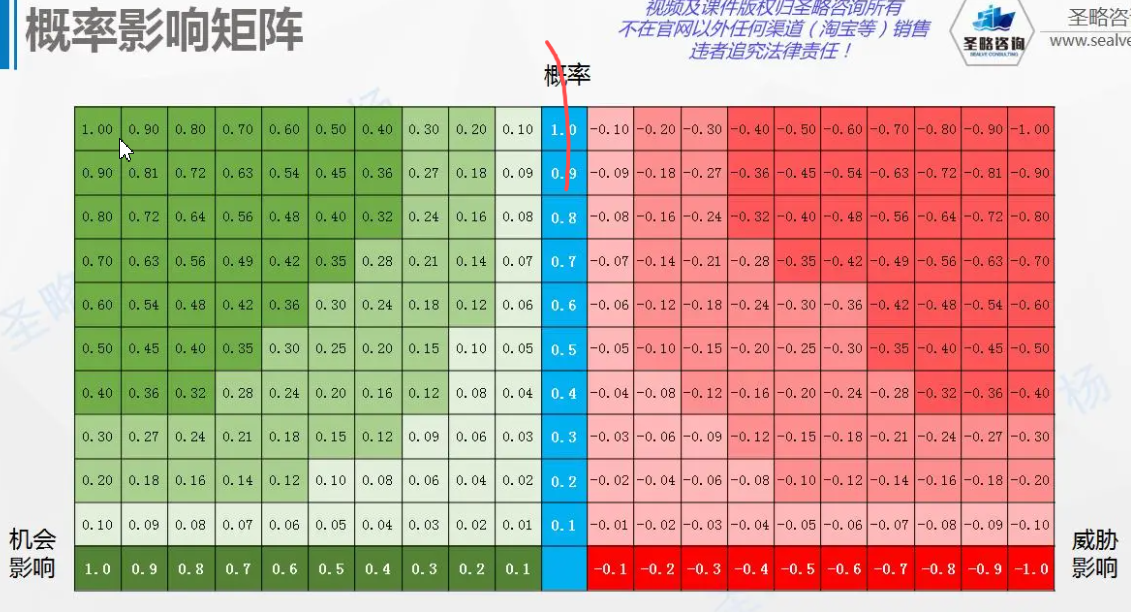 概率影响矩阵
视频及课件版权归圣略咨询所有
不在官网以外任何渠道（淘宝等）销售
违者追究法律责任！
圣略咨询
SEALVE CONSULTING
圣略咨
www.sealve
概率
1.00 0.90 0.80 0.70 0.60 0.50 0.40 0.30 0.20 0.10 1.0 -0.10 -0.20 -0.30 -0.40 -0.50 -0.60 -0.70 -0.80 -0.90 -1.00
0.90 0.81 0.72 0.63 0.54 0.45 0.36 0.27 0.18 0.09 0.9 -0.09 -0.18 -0.27 -0.36 -0.45 -0.54 -0.63 -0.72 -0.81 -0.90
0.80 0.72 0.64 0.56 0.48 0.40 0.32 0.24 0.16 0.08 0.8 -0.08 -0.16 -0.24 -0.32 -0.40 -0.48 -0.56 -0.64 -0.72 -0.80
0.70 0.63 0.56 0.49 0.42 0.35 0.28 0.21 0.14 0.07 0.7 -0.07 -0.14 -0.21 -0.28 -0.35 -0.42 -0.49 -0.56 -0.63 -0.70
0.60 0.54 0.48 0.42 0.36 0.30 0.24 0.18 0.12 0.06 0.6 -0.06 -0.12 -0.18 -0.24 -0.30 -0.36 -0.42 -0.48 -0.54 -0.60
0.50 0.45 0.40 0.35 0.30 0.25 0.20 0.15 0.10 0.05 0.5 -0.05 -0.10 -0.15 -0.20 -0.25 -0.30 -0.35 -0.40 -0.45 -0.50
0.40 0.36 0.32 0.28 0.24 0.20 0.16 0.12 0.08 0.04 0.4 -0.04 -0.08 -0.12 -0.16 -0.20 -0.24 -0.28 -0.32 -0.36 -0.40
0.30 0.27 0.24 0.21 0.18 0.15 0.12 0.09 0.06 0.03 0.3 -0.03 -0.06 -0.09 -0.12 -0.15 -0.18 -0.21 -0.24 -0.27 -0.30
0.20 0.18 0.16 0.14 0.12 0.10 0.08 0.06 0.04 0.02 0.2 -0.02 -0.04 -0.06 -0.08 -0.10 -0.12 -0.14 -0.16 -0.18 -0.20
0.10 0.09 0.08 0.07 0.06 0.05 0.04 0.03 0.02 0.01 0.1 -0.01 -0.02 -0.03 -0.04 -0.05 -0.06 -0.07 -0.08 -0.09 -0.10
机会
影响
1.0 0.9 0.8 0.7 0.6 0.5 0.4 0.3 0.2 0.1 -0.1 -0.2 -0.3 -0.4 -0.5 -0.6 -0.7 -0.8 -0.9 -1.0
威胁
影响
圣略
杨
杨